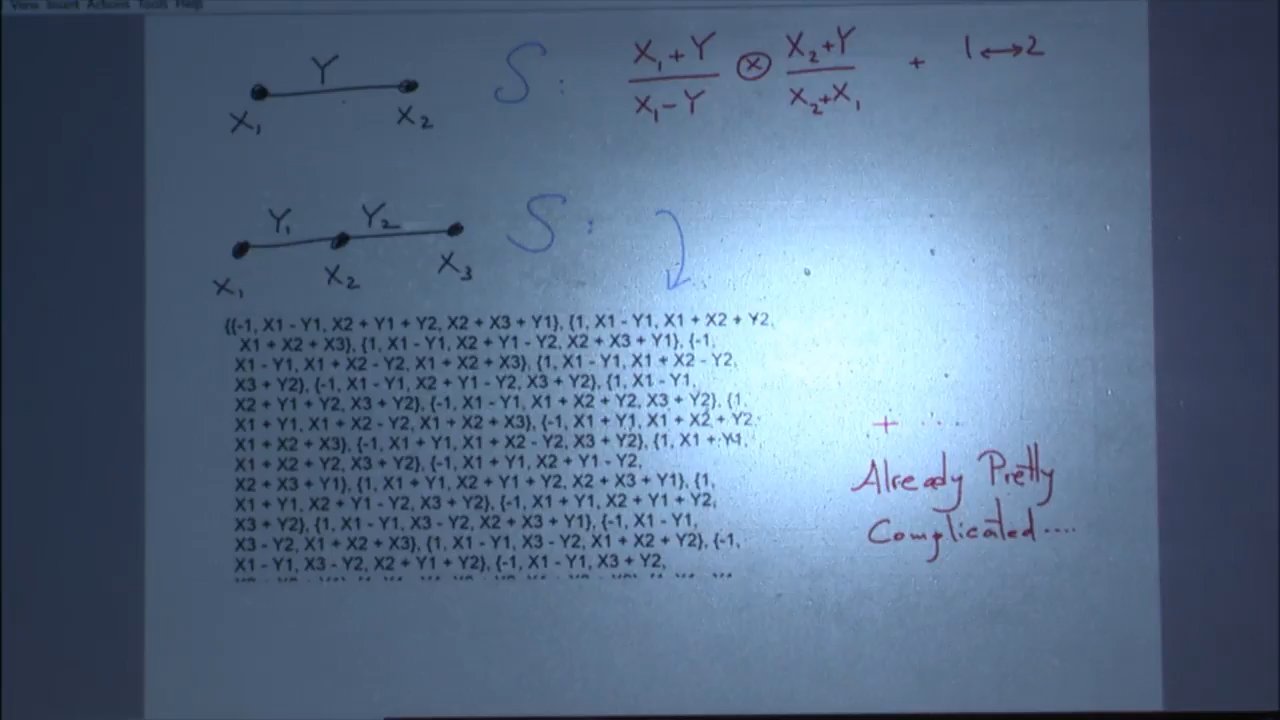 View Insert Actions Tools Help
Y
X₁ X₂
S : (X₁+Y)/(X₁-Y) ⊗ (X₂+Y)/(X₂+X₁) + 1↔2
Y₁ Y₂
X₁ X₂ X₃
S :
{{-1, X1 - Y1, X2 + Y1 + Y2, X2 + X3 + Y1}, {1, X1 - Y1, X1 + X2 + Y2,
X1 + X2 + X3}, {1, X1 - Y1, X2 + Y1 - Y2, X2 + X3 + Y1}, {-1,
X1 - Y1, X1 + X2 - Y2, X1 + X2 + X3}, {1, X1 - Y1, X1 + X2 - Y2,
X3 + Y2}, {-1, X1 - Y1, X2 + Y1 - Y2, X3 + Y2}, {1, X1 - Y1,
X2 + Y1 + Y2, X3 + Y2}, {-1, X1 - Y1, X1 + X2 + Y2, X3 + Y2}, {1,
X1 + Y1, X1 + X2 - Y2, X1 + X2 + X3}, {-1, X1 + Y1, X1 + X2 + Y2,
X1 + X2 + X3}, {-1, X1 + Y1, X1 + X2 - Y2, X3 + Y2}, {1, X1 + Y1,
X1 + X2 + Y2, X3 + Y2}, {-1, X1 + Y1, X2 + Y1 - Y2,
X2 + X3 + Y1}, {1, X1 + Y1, X2 + Y1 + Y2, X2 + X3 + Y1}, {1,
X1 + Y1, X2 + Y1 - Y2, X3 + Y2}, {-1, X1 + Y1, X2 + Y1 + Y2,
X3 + Y2}, {1, X1 - Y1, X3 - Y2, X2 + X3 + Y1}, {-1, X1 - Y1,
X3 - Y2, X1 + X2 + X3}, {1, X1 - Y1, X3 - Y2, X1 + X2 + Y2}, {-1,
X1 - Y1, X3 - Y2, X2 + Y1 + Y2}, {-1, X1 - Y1, X3 + Y2,
+ ...
Already Pretty
Complicated....